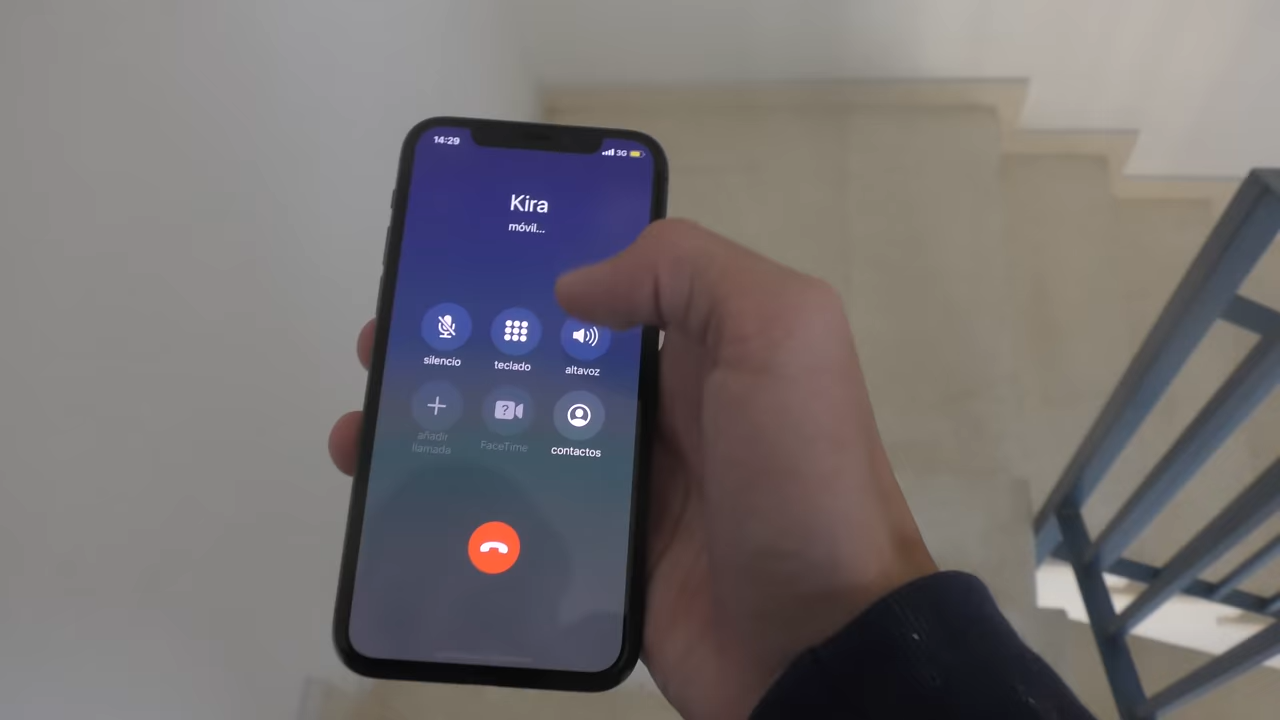 14:29
3G
Kira
móvil...
silencio
teclado
altavoz
añadir
llamada
FaceTime
contactos